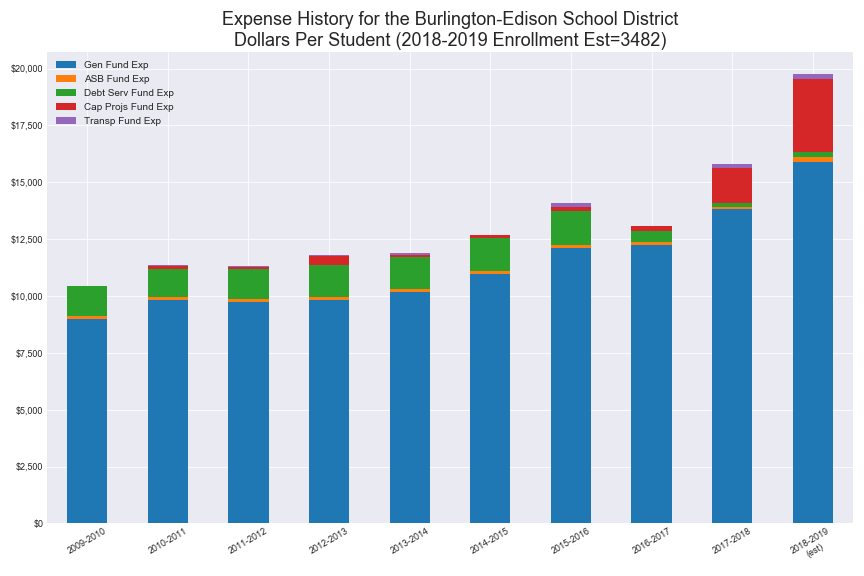 Expense History for the Burlington-Edison School District
Dollars Per Student (2018-2019 Enrollment Est=3482)
Gen Fund Exp
ASB Fund Exp
Debt Serv Fund Exp
Cap Projs Fund Exp
Transp Fund Exp
$20,000
$17,500
$15,000
$12,500
$10,000
$7,500
$5,000
$2,500
$0
2009-2010
2010-2011
2011-2012
2012-2013
2013-2014
2014-2015
2015-2016
2016-2017
2017-2018
2018-2019
(est)